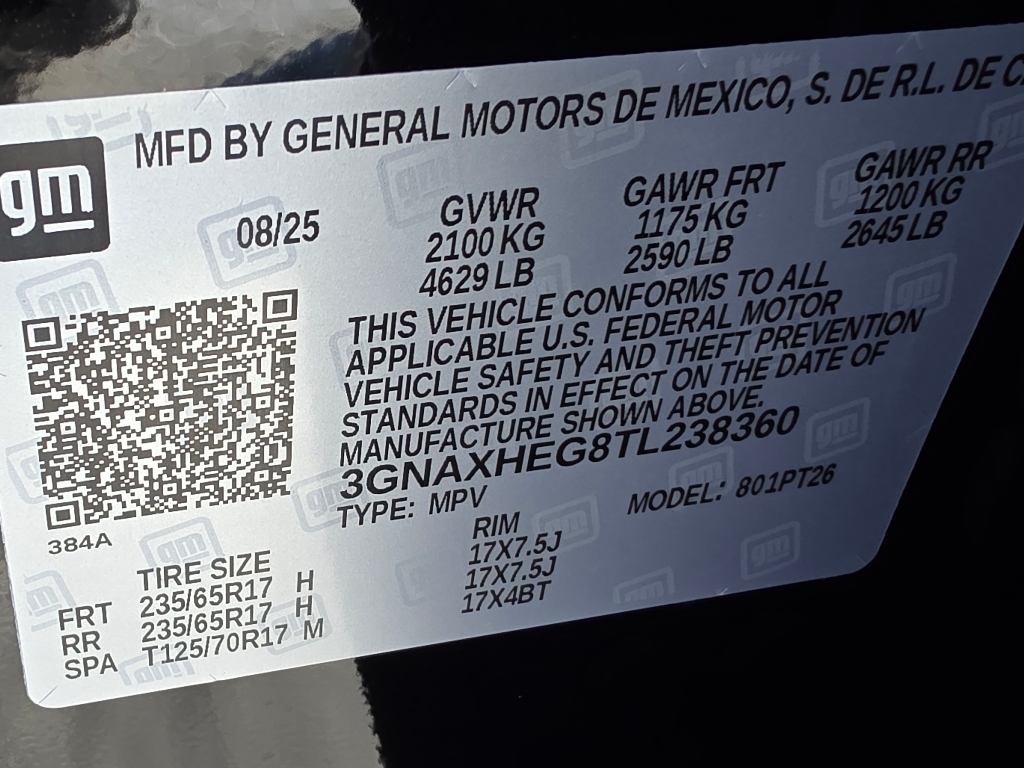 MFD BY GENERAL MOTORS DE MEXICO, S. DE R.L. DE C.
gm
08/25
GVWR
2100 KG
4629 LB
GAWR FRT
1175 KG
2590 LB
GAWR RR
1200 KG
2645 LB
THIS VEHICLE CONFORMS TO ALL
APPLICABLE U.S. FEDERAL MOTOR
VEHICLE SAFETY AND THEFT PREVENTION
STANDARDS IN EFFECT ON THE DATE OF
MANUFACTURE SHOWN ABOVE.
3GNAXHEG8TL238360
TYPE: MPV
MODEL: 801PT26
384A
TIRE SIZE
RIM
FRT 235/65R17 H 17X7.5J
RR 235/65R17 H 17X7.5J
SPA T125/70R17 M 17X4BT